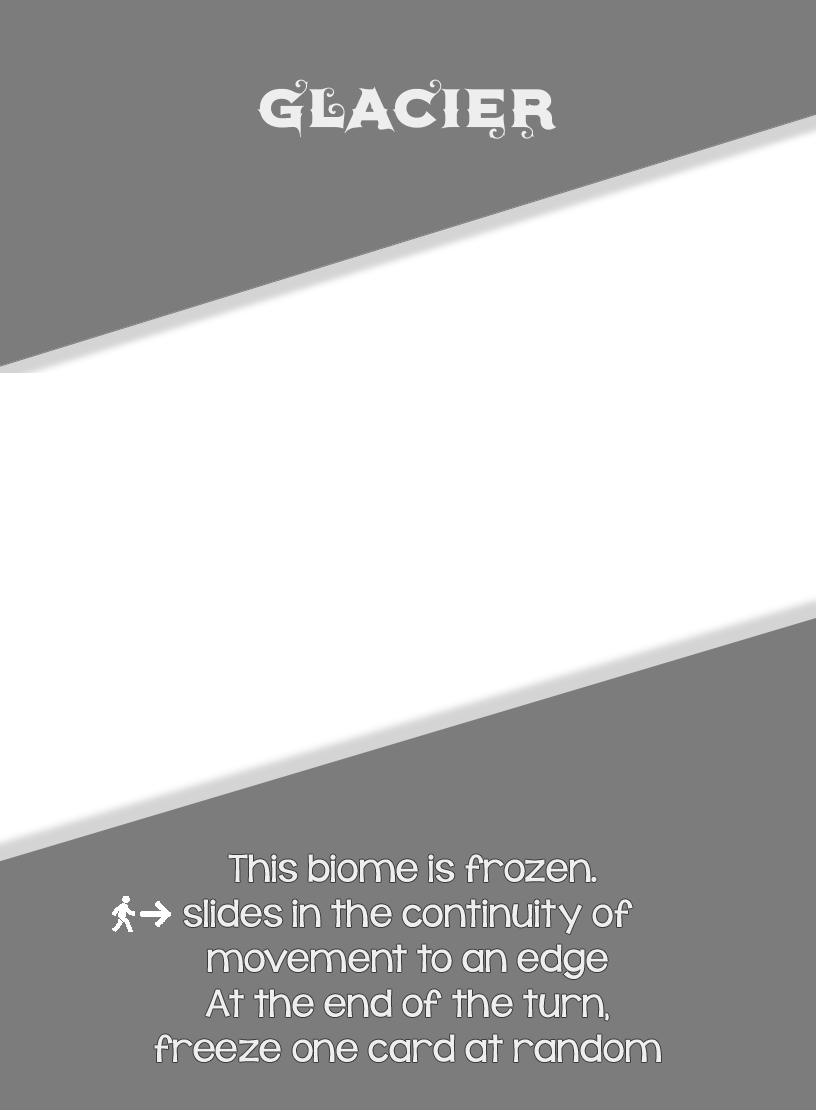 GLACIER
This biome is frozen.
slides in the continuity of
movement to an edge
At the end of the turn,
freeze one card at random